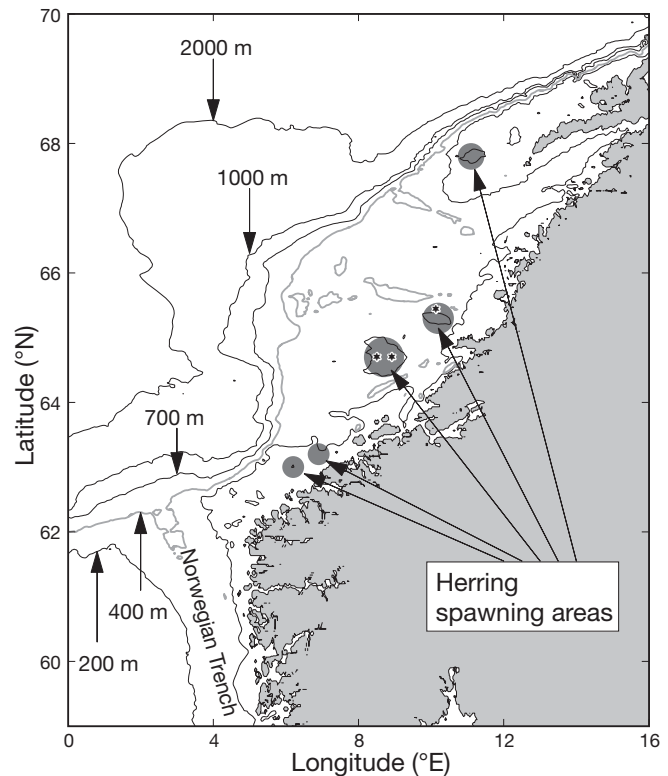 70
2000 m
68
1000 m
66
Latitude (°N)
64
700 m
62
Norwegian Trench
Herring
spawning areas
400 m
200 m
60
0
4
8
12
16
Longitude (°E)